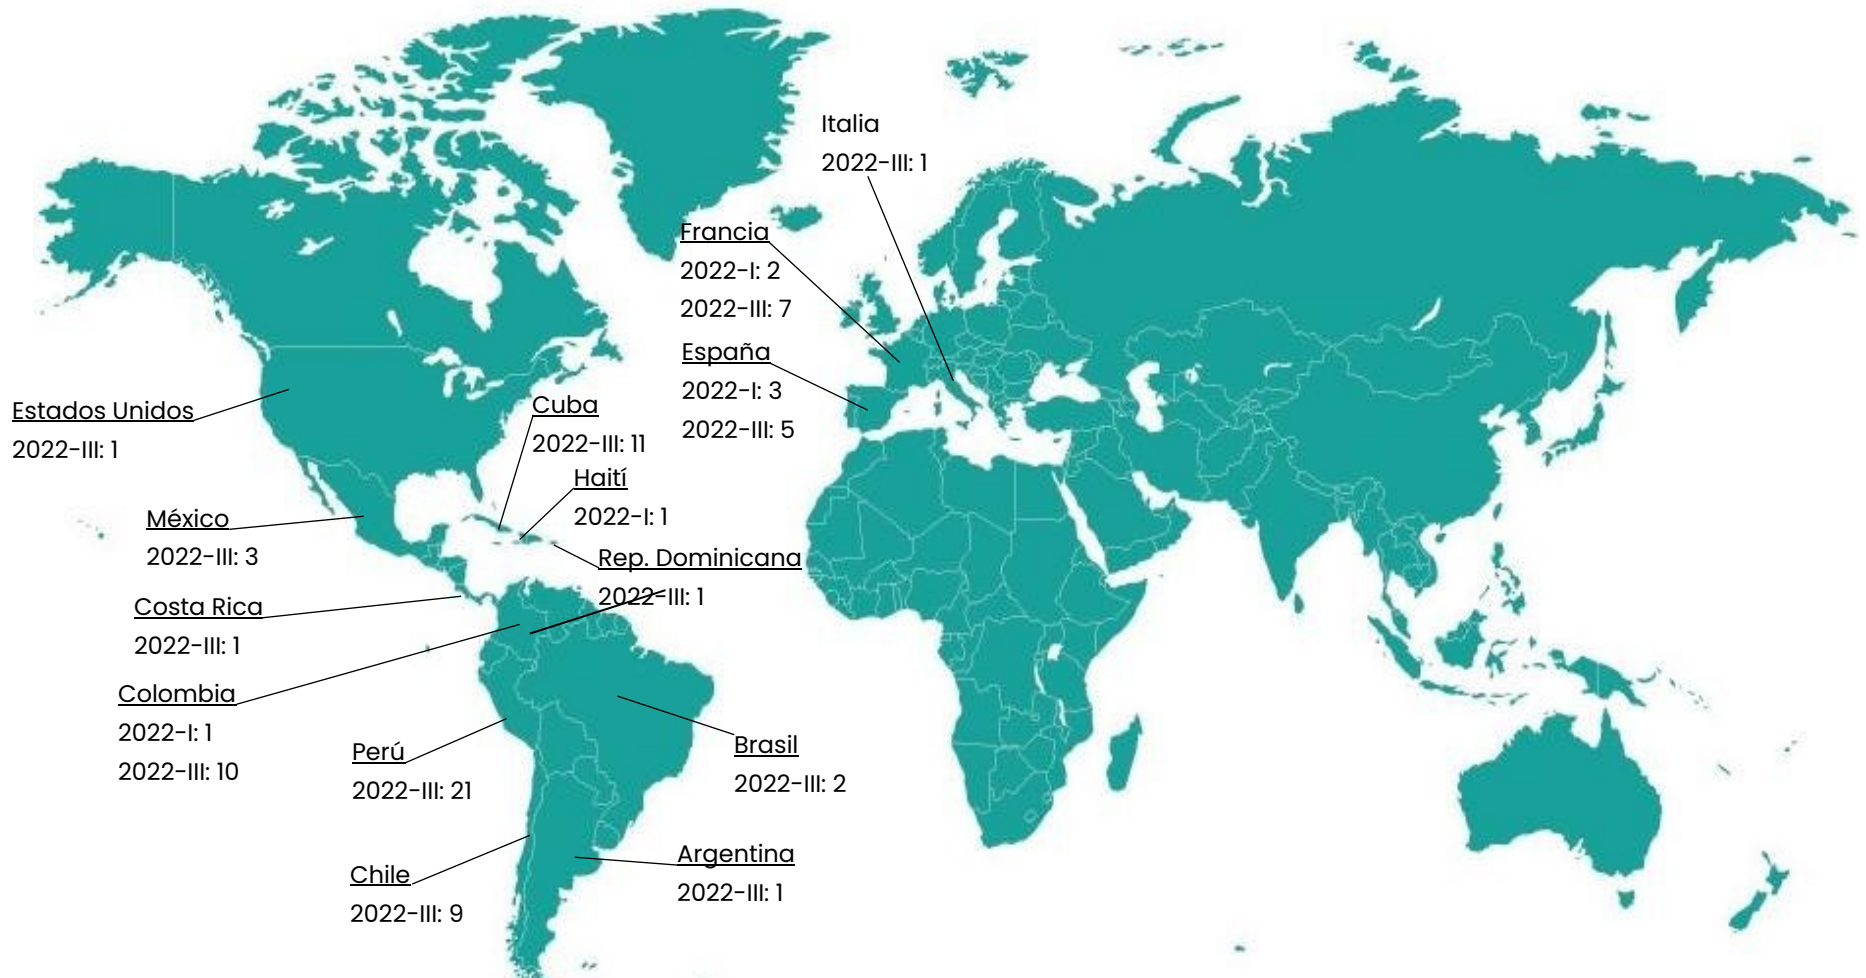 Italia
2022-III: 1
Francia
2022-I: 2
2022-III: 7
España
2022-I: 3
2022-III: 5
Estados Unidos
2022-III: 1
Cuba
2022-III: 11
Haití
2022-I: 1
México
2022-III: 3
Rep. Dominicana
2022-III: 1
Costa Rica
2022-III: 1
Colombia
2022-I: 1
2022-III: 10
Perú
2022-III: 21
Brasil
2022-III: 2
Chile
2022-III: 9
Argentina
2022-III: 1